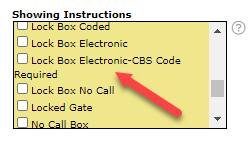 Showing Instructions
?
Lock Box Coded
Lock Box Electronic
Lock Box Electronic-CBS Code
Required
Lock Box No Call
Locked Gate
No Call Box